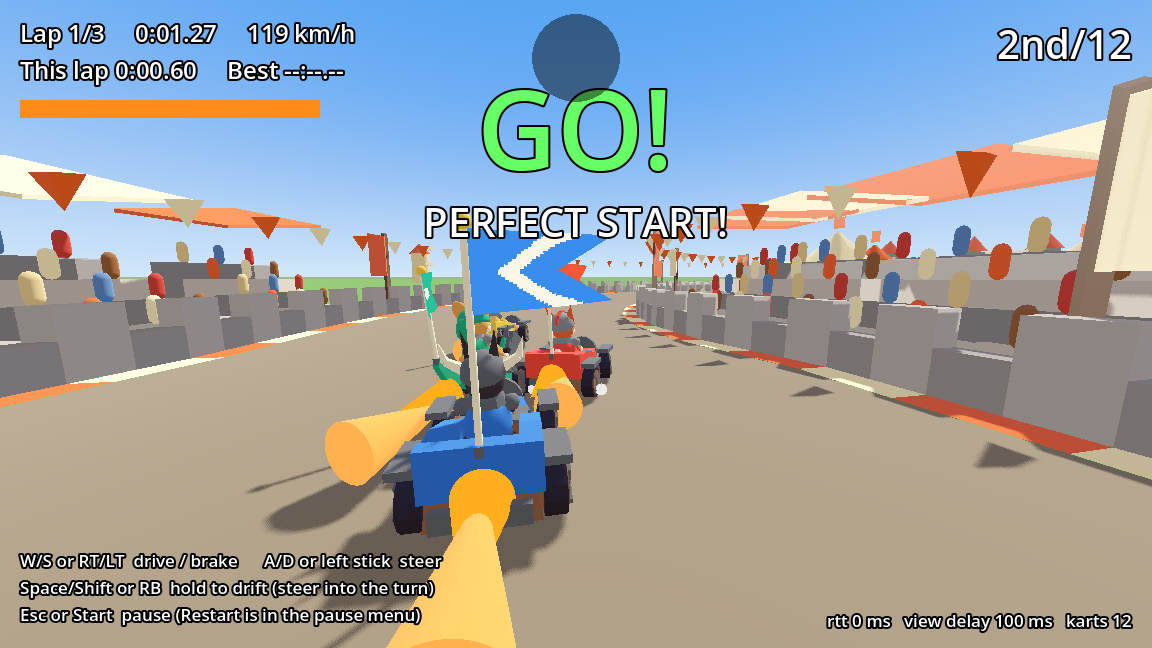 Lap 1/3 0:01.27 119 km/h
2nd/12
This lap 0:00.60 Best --:--.--
GO!
PERFECT START!
W/S or RT/LT drive / brake A/D or left stick steer
Space/Shift or RB hold to drift (steer into the turn)
Esc or Start pause (Restart is in the pause menu)
rtt 0 ms view delay 100 ms karts 12